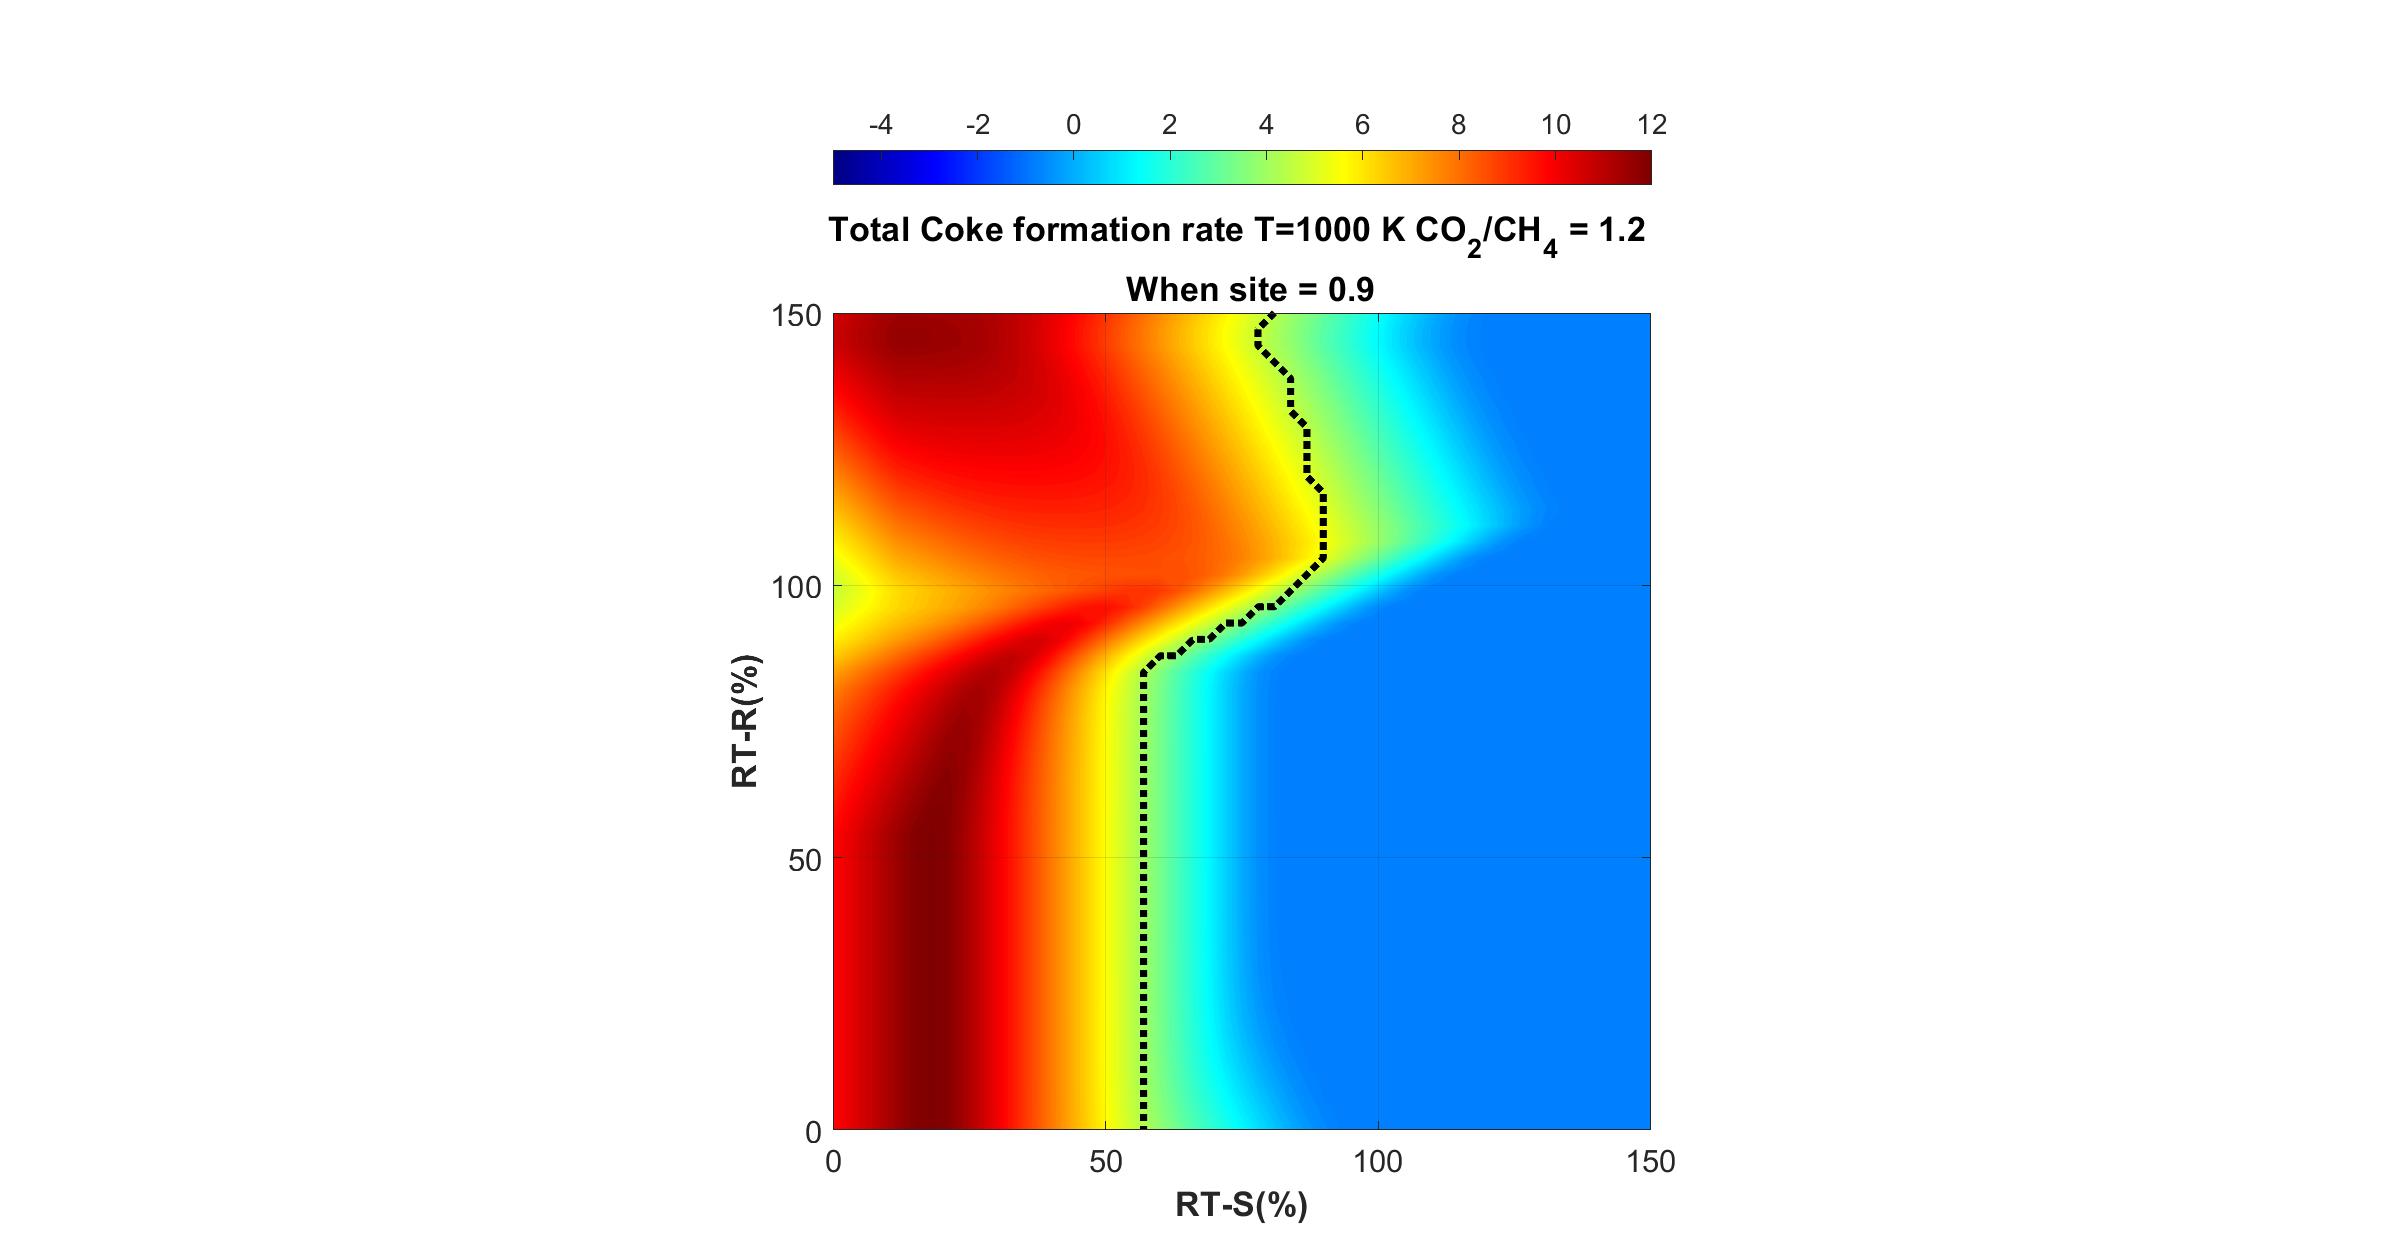 -4 -2 0 2 4 6 8 10 12
Total Coke formation rate T=1000 K CO₂/CH₄ = 1.2
When site = 0.9
150
100
50
0
RT-R(%)
0 50 100 150
RT-S(%)